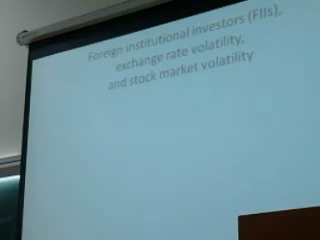 Foreign institutional investors (FIIs),
exchange rate volatility,
and stock market volatility